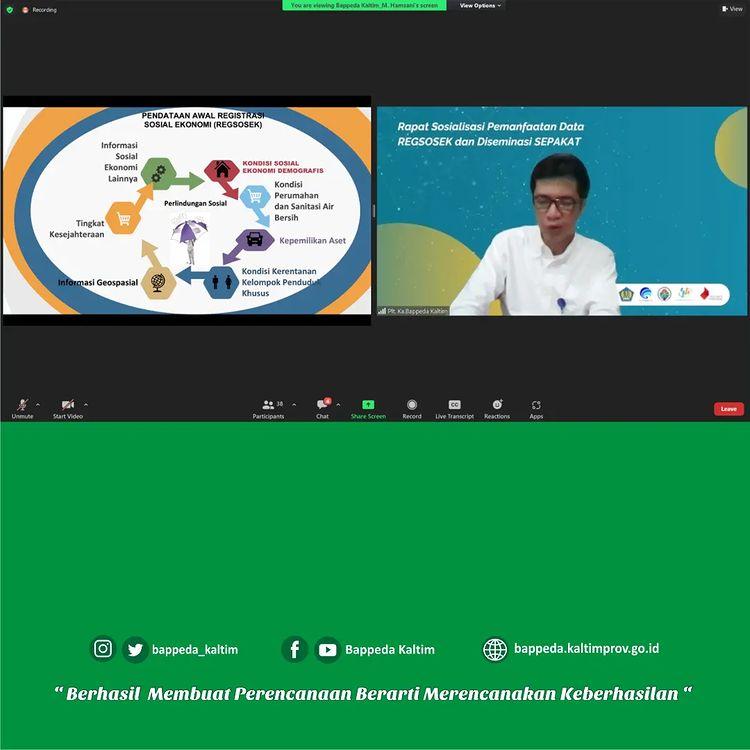 Recording
You are viewing Bappeda Kaltim_M. Hamsani's screen
View Options
View
PENDATAAN AWAL REGISTRASI
SOSIAL EKONOMI (REGSOSEK)
Informasi
Sosial
Ekonomi
Lainnya
KONDISI SOSIAL
EKONOMI DEMOGRAFIS
Perlindungan Sosial
Kondisi
Perumahan
dan Sanitasi Air
Bersih
Tingkat
Kesejahteraan
Kepemilikan Aset
Informasi Geospasial
Kondisi Kerentanan
Kelompok Penduduk
Khusus
Rapat Sosialisasi Pemanfaatan Data
REGSOSEK dan Diseminasi SEPAKAT
Plt. Ka.Bappeda Kaltim
Unmute
Start Video
38
Participants
4
Chat
Share Screen
Record
CC
Live Transcript
Reactions
Apps
Leave
bappeda_kaltim
Bappeda Kaltim
bappeda.kaltimprov.go.id
“ Berhasil Membuat Perencanaan Berarti Merencanakan Keberhasilan “